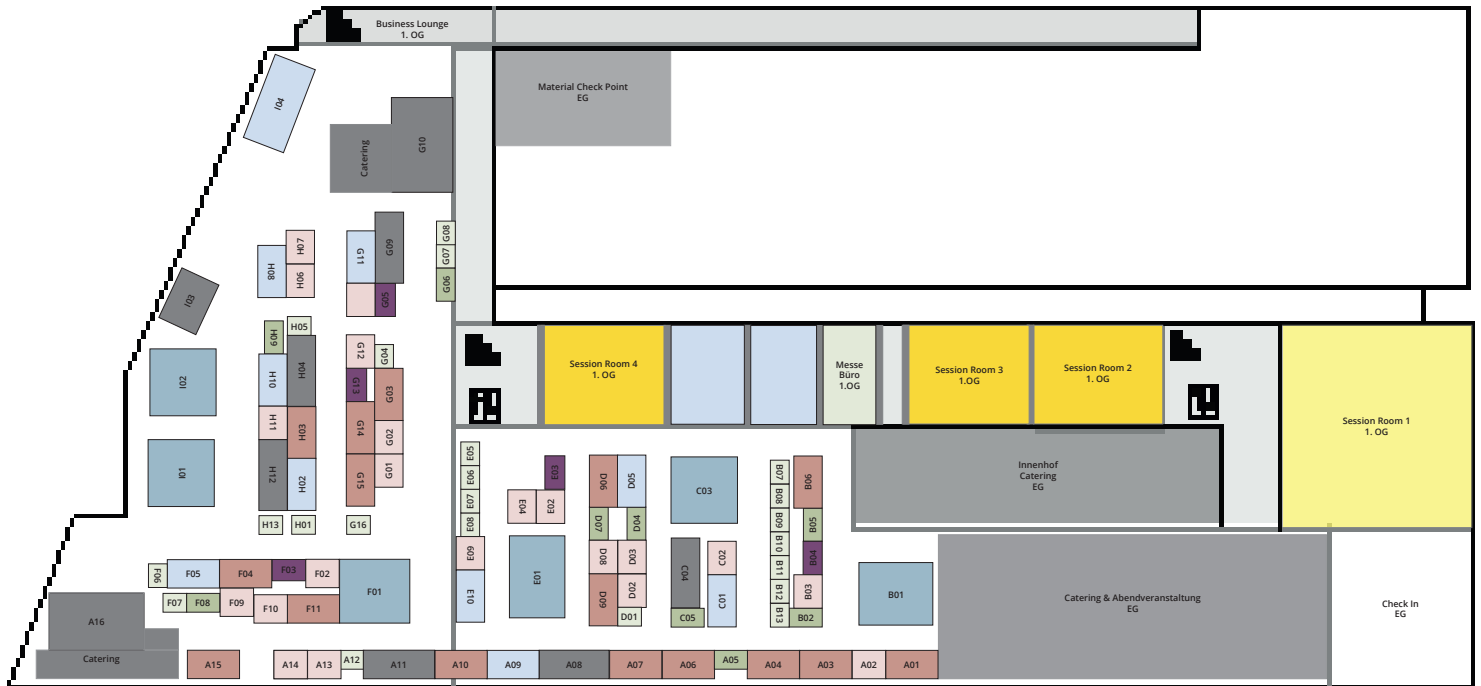 Business Lounge
1. OG
Material Check Point
EG
I04
Catering
G10
G08
G07
G06
H07
H08
H06
G11
G09
G05
I03
H09
H05
H10
H04
G12
G04
G13
G03
I02
H11
H03
G14
G02
I01
H12
H02
G15
G01
H13
H01
G16
Session Room 4
1. OG
Messe
Büro
1.OG
Session Room 3
1.OG
Session Room 2
1. OG
Session Room 1
1. OG
Innenhof
Catering
EG
E05
E06
E07
E08
E09
E10
E03
E04
E02
E01
D06
D05
D07
D04
D08
D03
D02
D09
D01
C03
C04
C02
C01
C05
B07
B08
B09
B10
B11
B12
B13
B06
B05
B04
B03
B02
B01
Catering & Abendveranstaltung
EG
Check In
EG
F06
F05
F04
F03
F02
F01
F07
F08
F09
F10
F11
A16
Catering
A15
A14
A13
A12
A11
A10
A09
A08
A07
A06
A05
A04
A03
A02
A01